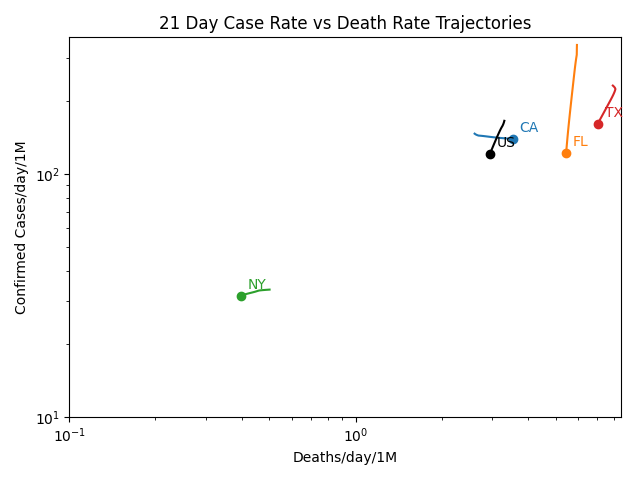 21 Day Case Rate vs Death Rate Trajectories
Confirmed Cases/day/1M
10²
10¹
TX
CA
FL
US
NY
10⁻¹
10⁰
Deaths/day/1M